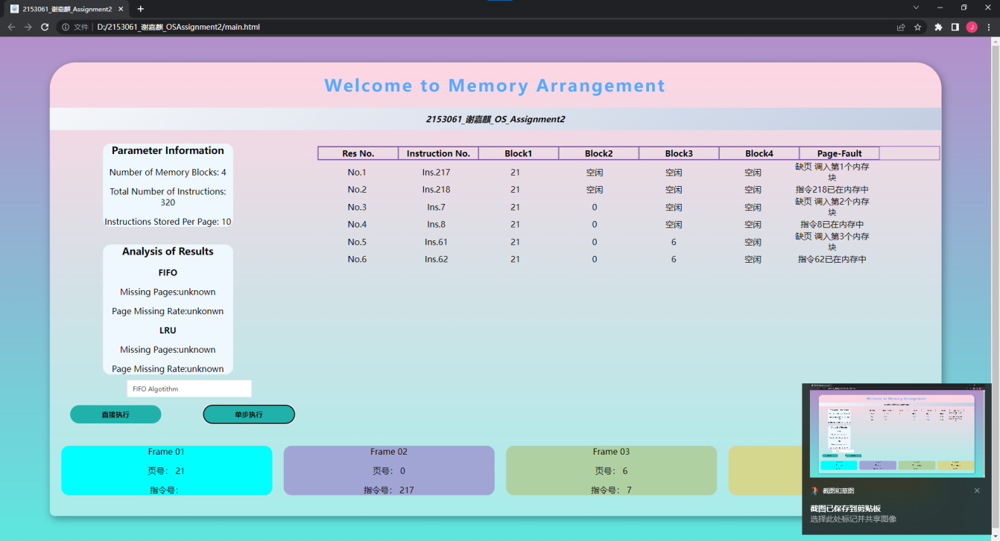 2153061_谢嘉麒_Assignment2
文件 D:/2153061_谢嘉麒_OSAssignment2/main.html
J
Welcome to Memory Arrangement
2153061_谢嘉麒_OS_Assignment2
Parameter Information
Number of Memory Blocks: 4
Total Number of Instructions:
320
Instructions Stored Per Page: 10
Analysis of Results
FIFO
Missing Pages:unknown
Page Missing Rate:unkonwn
LRU
Missing Pages:unknown
Page Missing Rate:unknown
FIFO Algotithm
直接执行 单步执行
Res No. Instruction No. Block1 Block2 Block3 Block4 Page-Fault
No.1 Ins.217 21 空闲 空闲 空闲 缺页 调入第1个内存
块
No.2 Ins.218 21 空闲 空闲 空闲 指令218已在内存中
No.3 Ins.7 21 0 空闲 空闲 缺页 调入第2个内存
块
No.4 Ins.8 21 0 空闲 空闲 指令8已在内存中
No.5 Ins.61 21 0 6 空闲 缺页 调入第3个内存
块
No.6 Ins.62 21 0 6 空闲 指令62已在内存中
Frame 01
页号： 21
指令号：
Frame 02
页号： 0
指令号： 217
Frame 03
页号： 6
指令号： 7
Welcome to Memory Arrangement
截图和草图
截图已保存到剪贴板
选择此处标记并共享图像